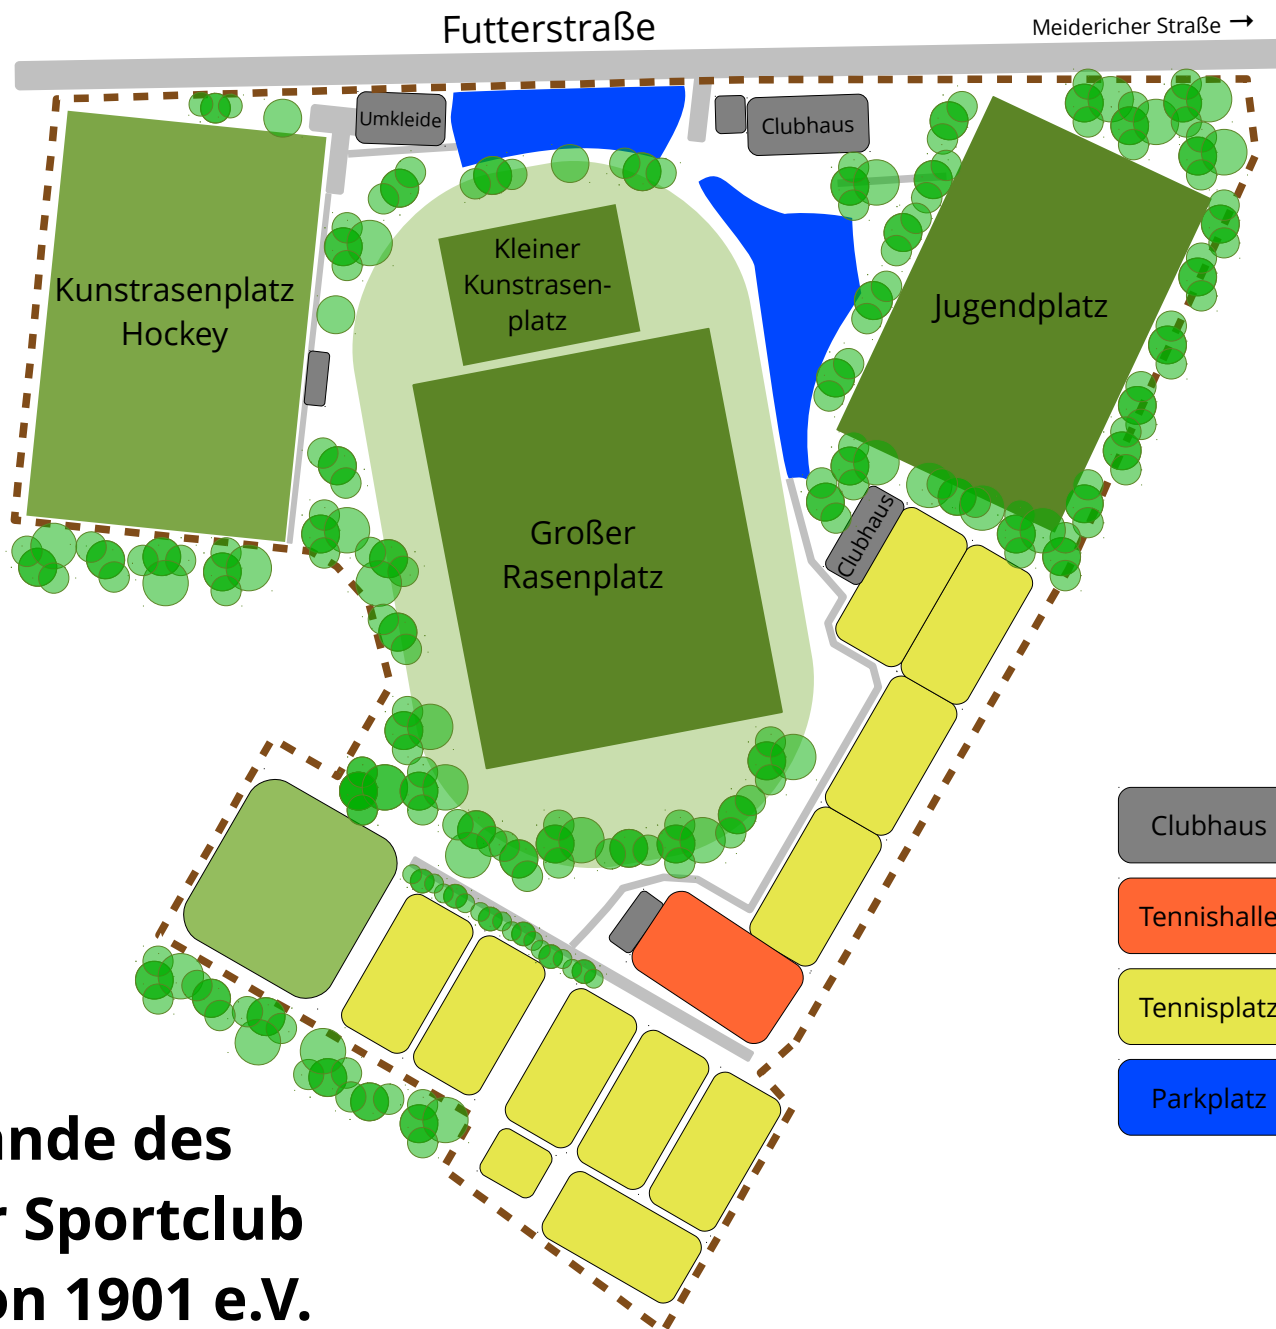 Futterstraße
Meidericher Straße →
Umkleide
Clubhaus
Kleiner
Kunstrasen-
platz
Kunstrasenplatz
Hockey
Jugendplatz
Großer
Rasenplatz
Clubhaus
Clubhaus
Tennishalle
Tennisplatz
Parkplatz
ände des
r Sportclub
on 1901 e.V.